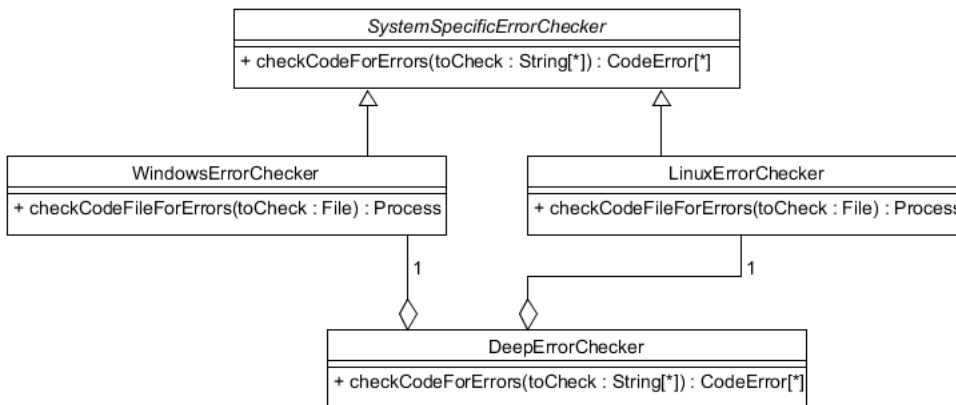 SystemSpecificErrorChecker
+ checkCodeForErrors(toCheck : String[*]) : CodeError[*]
WindowsErrorChecker
+ checkCodeFileForErrors(toCheck : File) : Process
LinuxErrorChecker
+ checkCodeFileForErrors(toCheck : File) : Process
1
1
DeepErrorChecker
+ checkCodeForErrors(toCheck : String[*]) : CodeError[*]